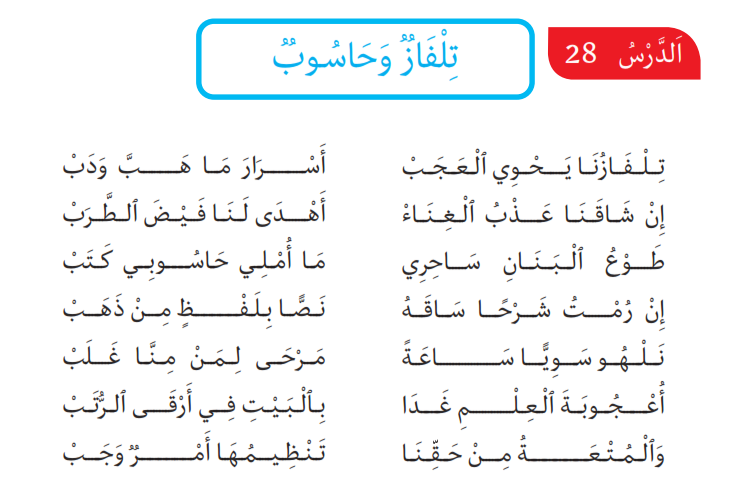 اَلدَّرْسُ 28
تِلْفَازٌ وَحَاسُوبٌ
تِلْفَازُنَا يَحْوِي ٱلْعَجَبْ أَسْرَارَ مَا هَبَّ وَدَبْ
إِنْ شَاقَنَا عَذْبُ ٱلْغِنَاءْ أَهْدَى لَنَا فَيْضَ ٱلطَّرَبْ
طَوْعُ ٱلْبَنَانِ سَاحِرِي مَا أُمْلِي حَاسُوبِي كَتَبْ
إِنْ رُمْتُ شَرْحًا سَاقَهُ نَصًّا بِلَفْظٍ مِنْ ذَهَبْ
نَلْهُو سَوِيًّا سَاعَةً مَرْحَى لِمَنْ مِنَّا غَلَبْ
أُعْجُوبَةَ ٱلْعِلْمِ غَدَا بِٱلْبَيْتِ فِي أَرْقَى ٱلرُّتَبْ
وَٱلْمُتْعَةُ مِنْ حَقِّنَا تَنْظِيمُهَا أَمْرٌ وَجَبْ